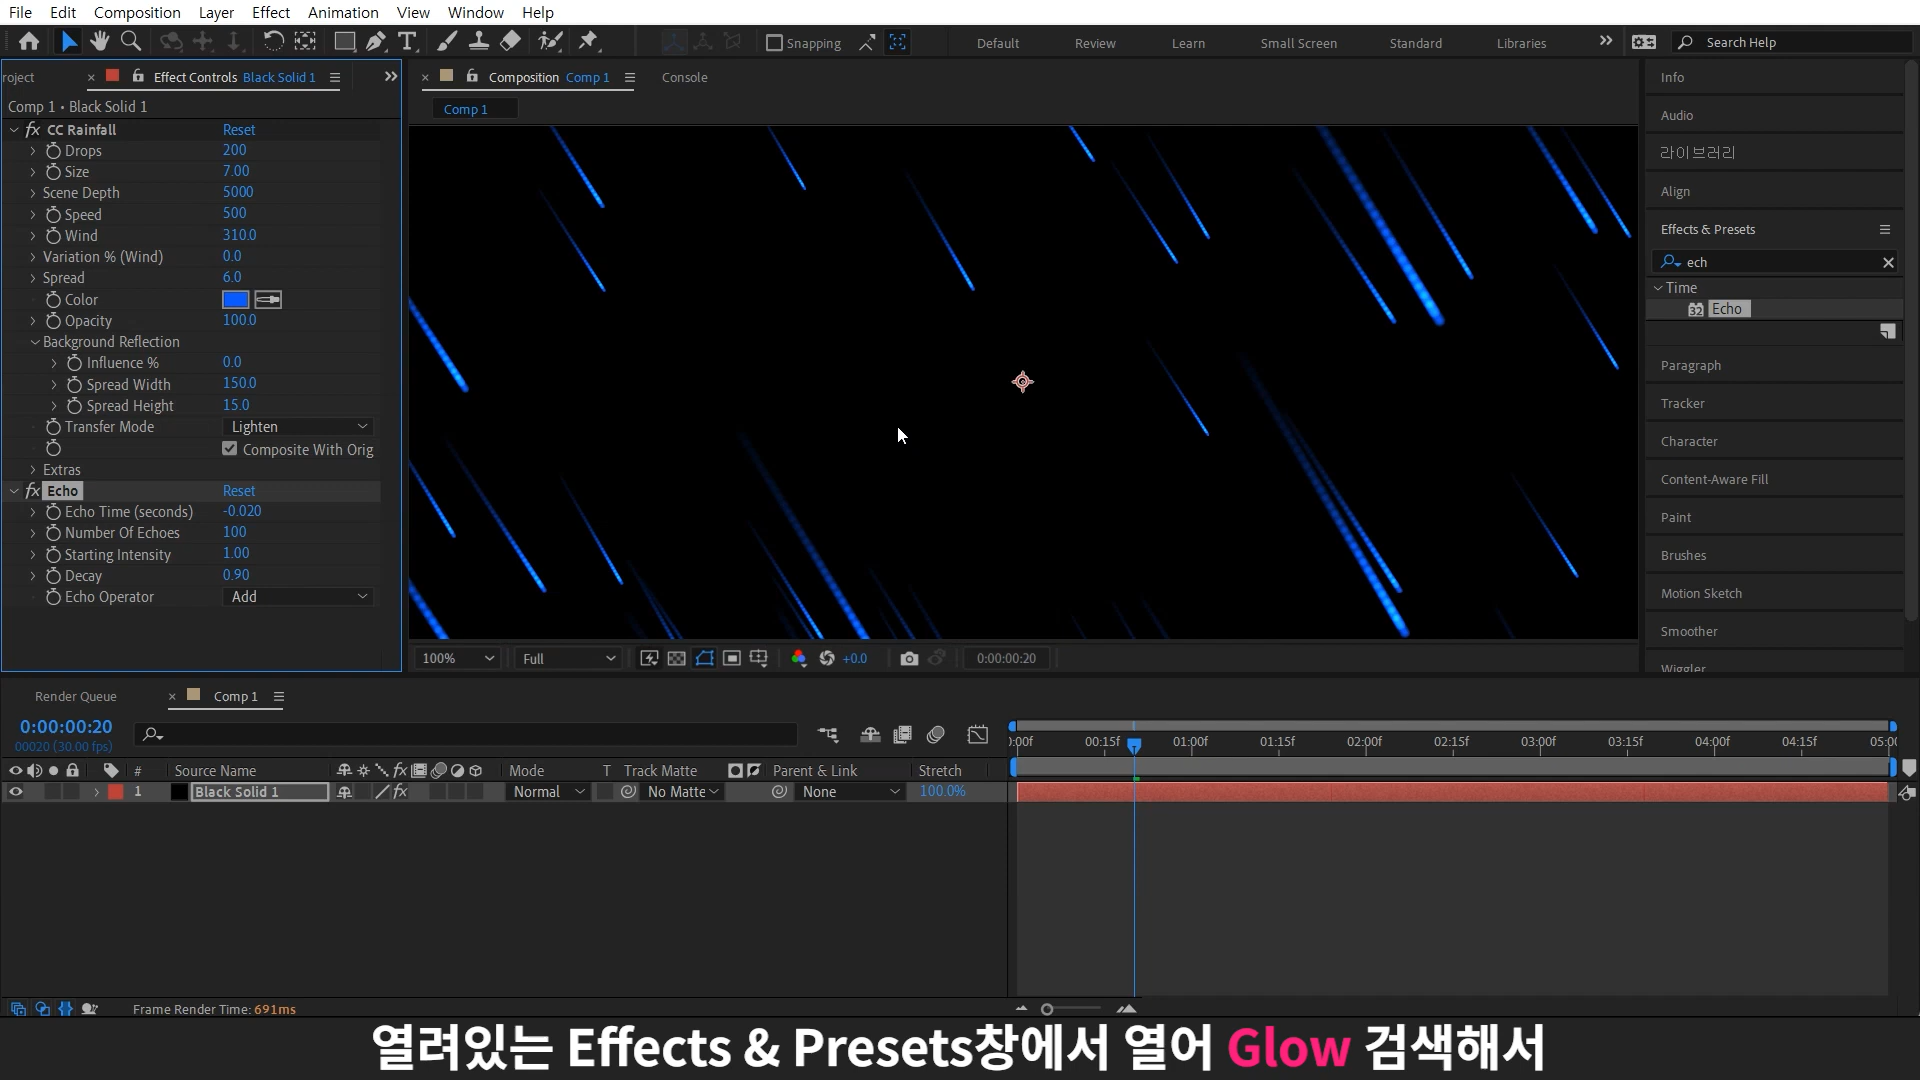 File Edit Composition Layer Effect Animation View Window Help
Snapping Default Review Learn Small Screen Standard Libraries Search Help
roject Effect Controls Black Solid 1
Comp 1 • Black Solid 1
CC Rainfall Reset
Drops 200
Size 7.00
Scene Depth 5000
Speed 500
Wind 310.0
Variation % (Wind) 0.0
Spread 6.0
Color
Opacity 100.0
Background Reflection
Influence % 0.0
Spread Width 150.0
Spread Height 15.0
Transfer Mode Lighten
Composite With Orig
Extras
Echo Reset
Echo Time (seconds) -0.020
Number Of Echoes 100
Starting Intensity 1.00
Decay 0.90
Echo Operator Add
Composition Comp 1 Console
Comp 1
100% Full +0.0 0:00:00:20
Info
Audio
라이브러리
Align
Effects & Presets
ech
Time
32 Echo
Paragraph
Tracker
Character
Content-Aware Fill
Paint
Brushes
Motion Sketch
Smoother
Wiggler
Render Queue Comp 1
0:00:00:20
00020 (30.00 fps)
):00f 00:15f 01:00f 01:15f 02:00f 02:15f 03:00f 03:15f 04:00f 04:15f 05:00
# Source Name fx Mode T Track Matte Parent & Link Stretch
1 Black Solid 1 fx Normal No Matte None 100.0%
Frame Render Time: 691ms
열려있는 Effects & Presets창에서 열어 Glow 검색해서